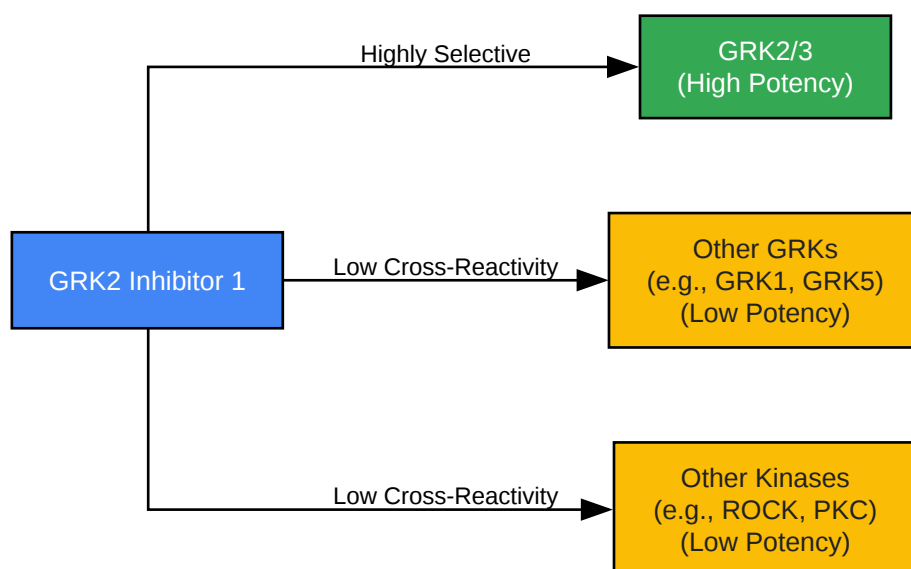 Highly Selective
GRK2/3
(High Potency)
GRK2 Inhibitor 1
Low Cross-Reactivity
Other GRKs
(e.g., GRK1, GRK5)
(Low Potency)
Low Cross-Reactivity
Other Kinases
(e.g., ROCK, PKC)
(Low Potency)